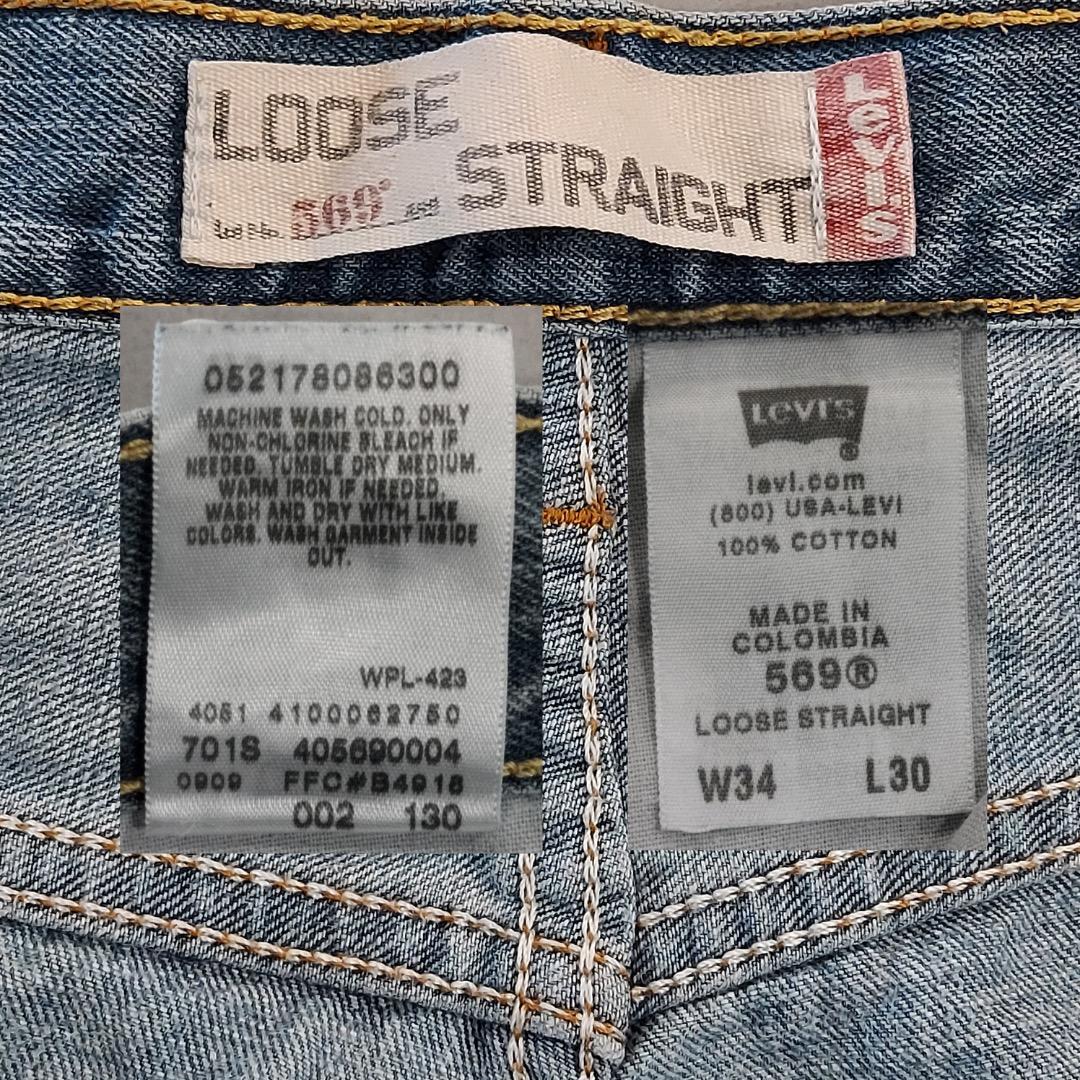 LOOSE
STRAIGHT
569®
LEVI'S
052178086300
MACHINE WASH COLD. ONLY
NON-CHLORINE BLEACH IF
NEEDED. TUMBLE DRY MEDIUM.
WARM IRON IF NEEDED.
WASH AND DRY WITH LIKE
COLORS. WASH GARMENT INSIDE
OUT.
WPL-423
4051 4100062750
701S 405690004
0909 FFC#B4918
002 130
LEVI'S
®
levi.com
(800) USA-LEVI
100% COTTON
MADE IN
COLOMBIA
569®
LOOSE STRAIGHT
W34 L30